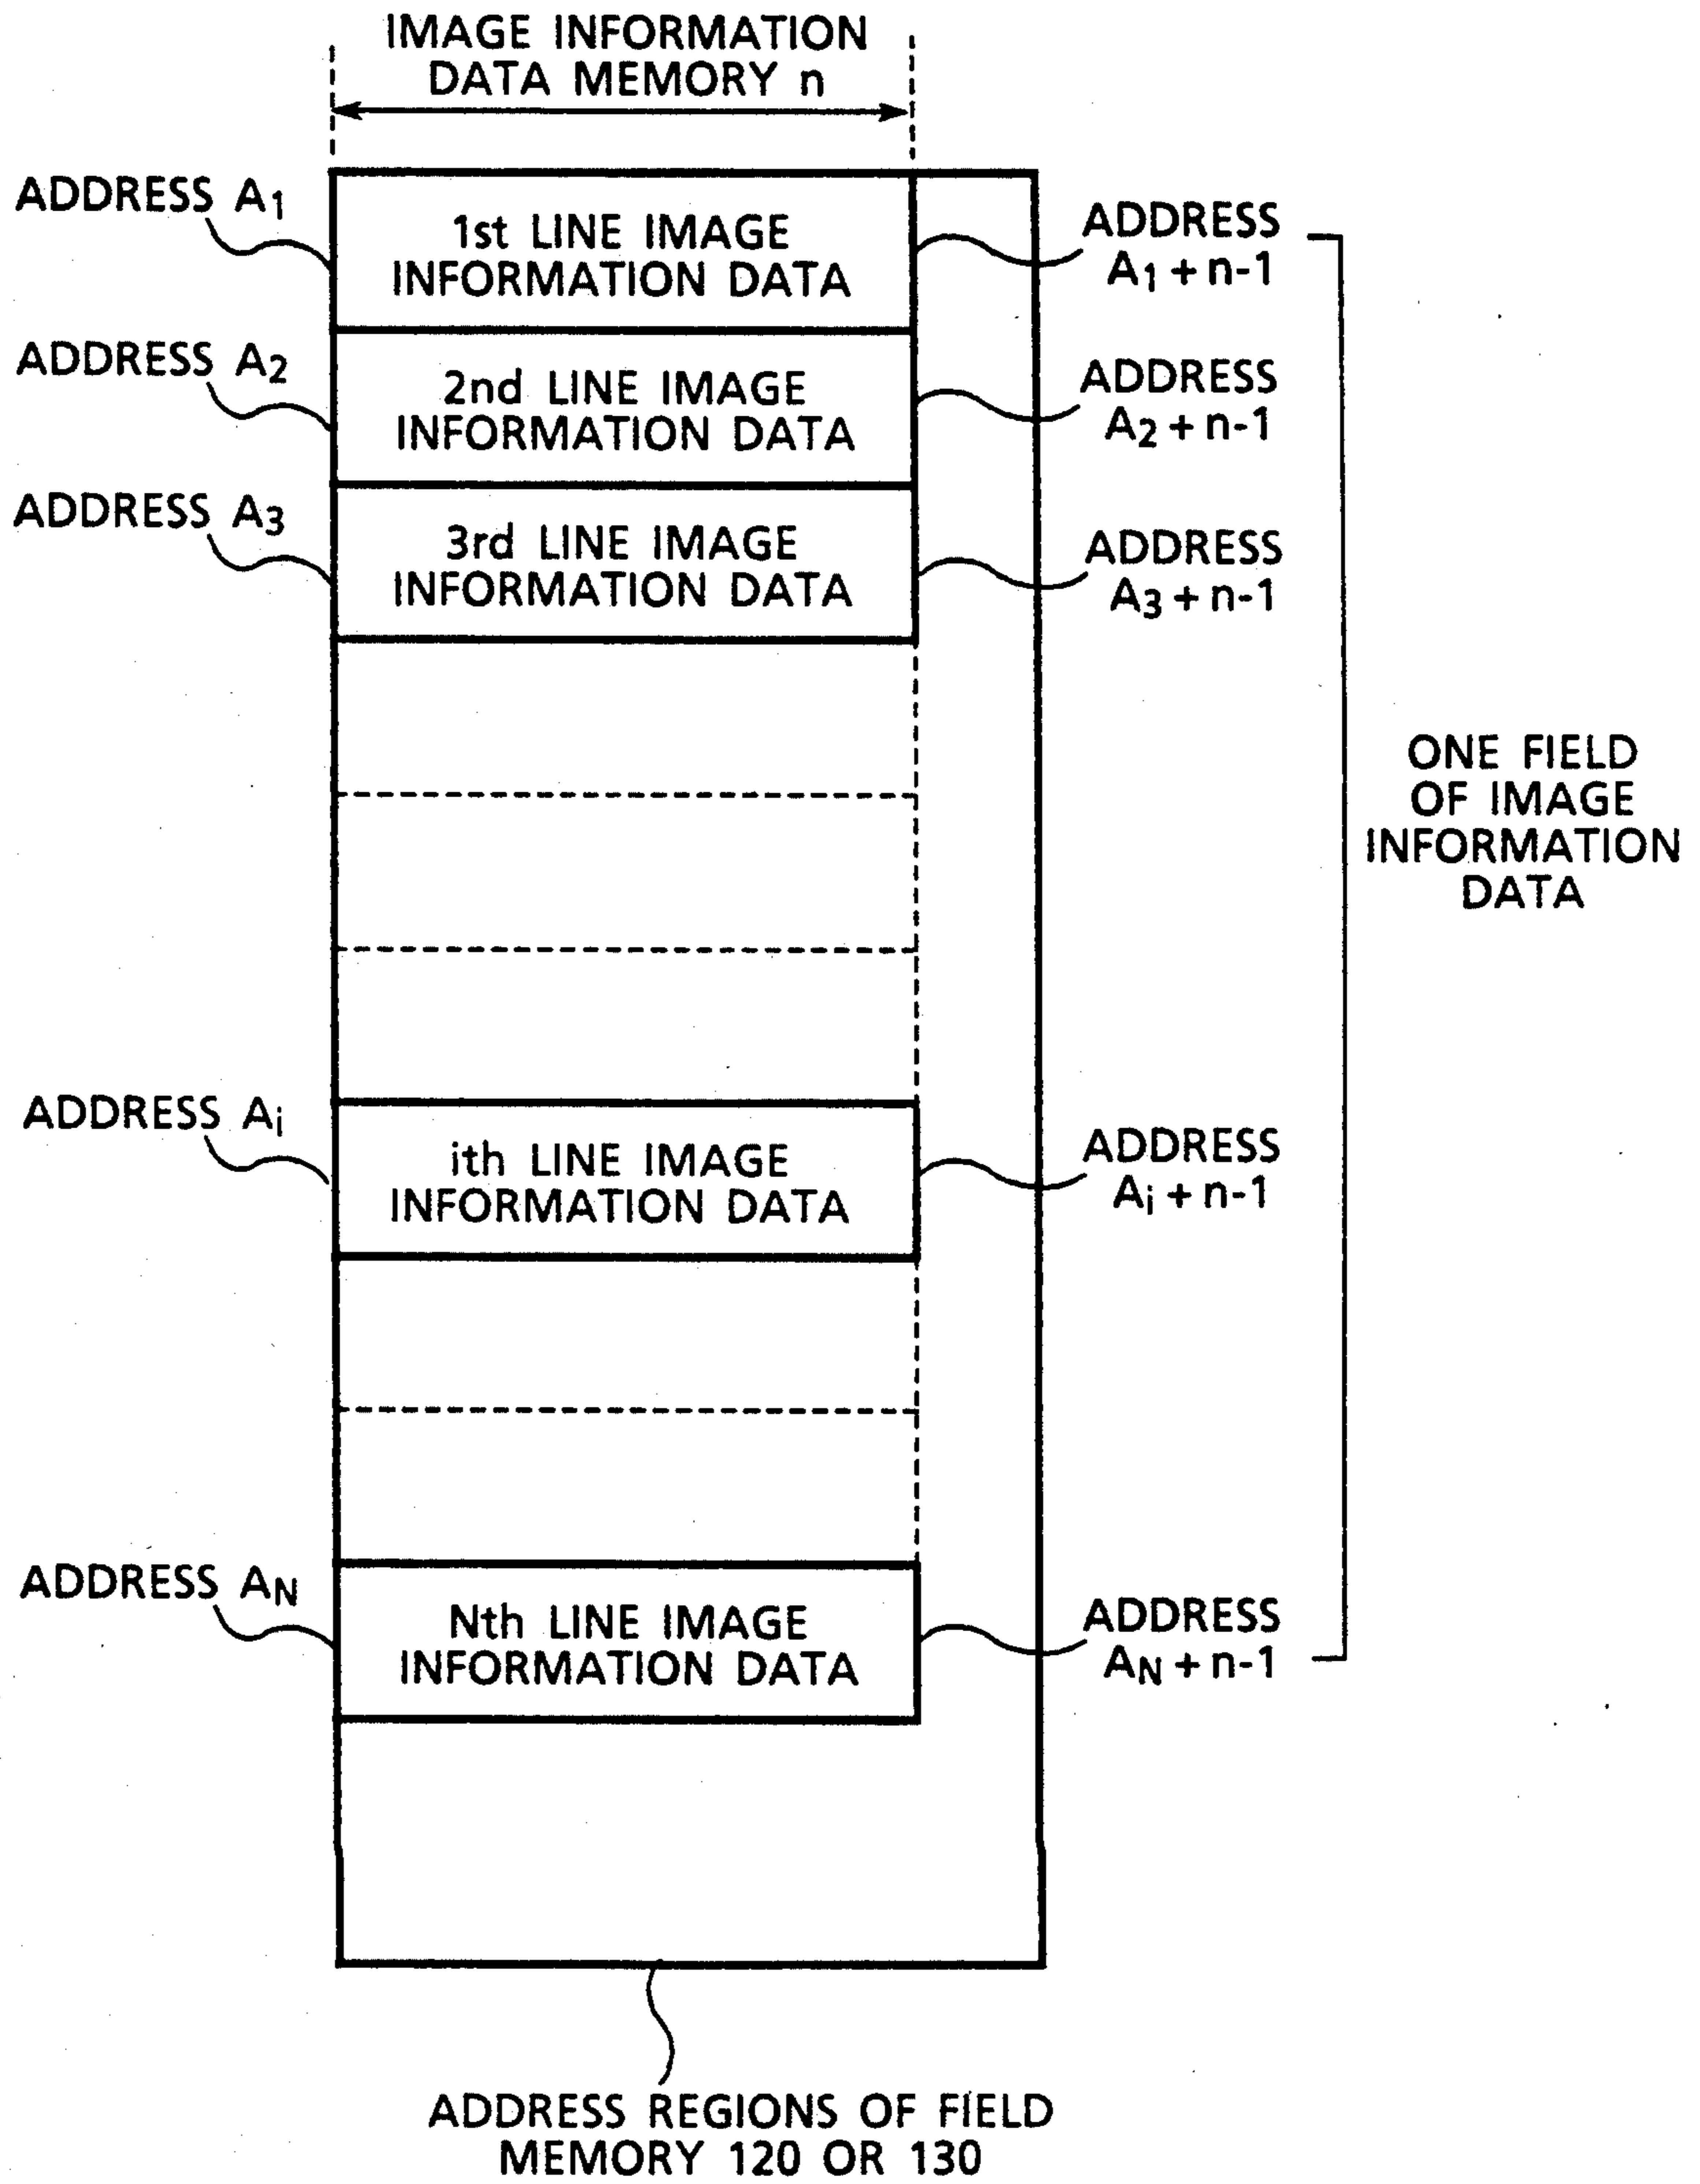 IMAGE INFORMATION
DATA MEMORY n
ADDRESS A1
1st LINE IMAGE
INFORMATION DATA
ADDRESS
A1 + n-1
ADDRESS A2
2nd LINE IMAGE
INFORMATION DATA
ADDRESS
A2 + n-1
ADDRESS A3
3rd LINE IMAGE
INFORMATION DATA
ADDRESS
A3 + n-1
ONE FIELD
OF IMAGE
INFORMATION
DATA
ADDRESS Ai
ith LINE IMAGE
INFORMATION DATA
ADDRESS
Ai + n-1
ADDRESS AN
Nth LINE IMAGE
INFORMATION DATA
ADDRESS
AN + n-1
ADDRESS REGIONS OF FIELD
MEMORY 120 OR 130